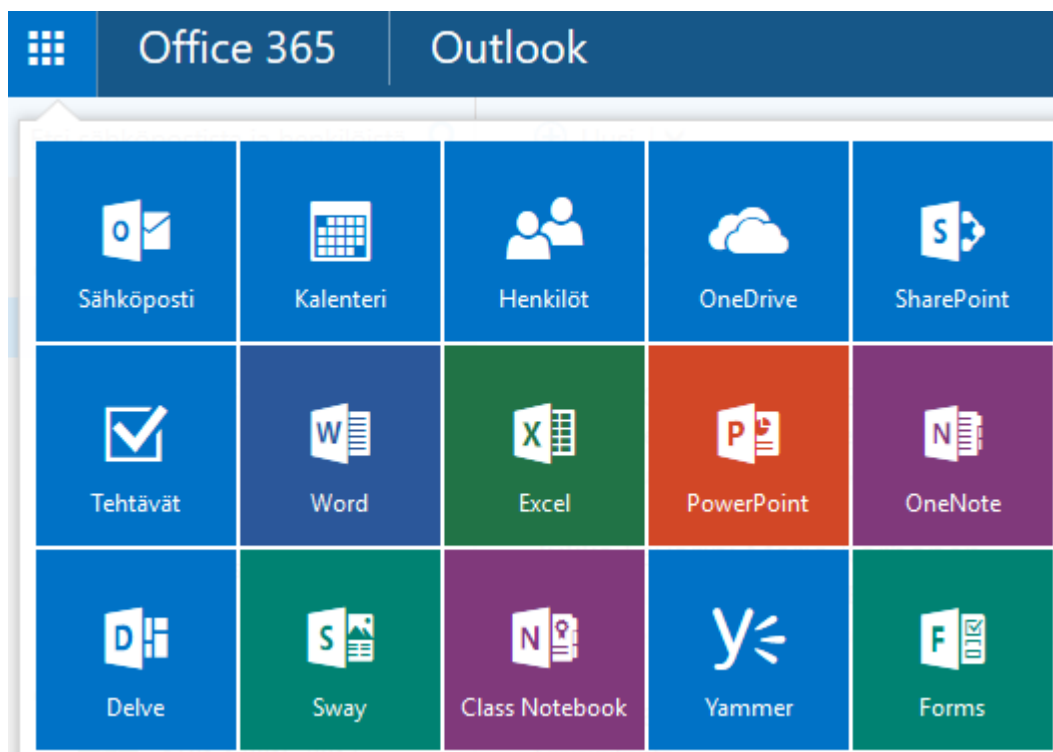 Office 365 Outlook
Sähköposti Kalenteri Henkilöt OneDrive SharePoint
Tehtävät Word Excel PowerPoint OneNote
Delve Sway Class Notebook Yammer Forms